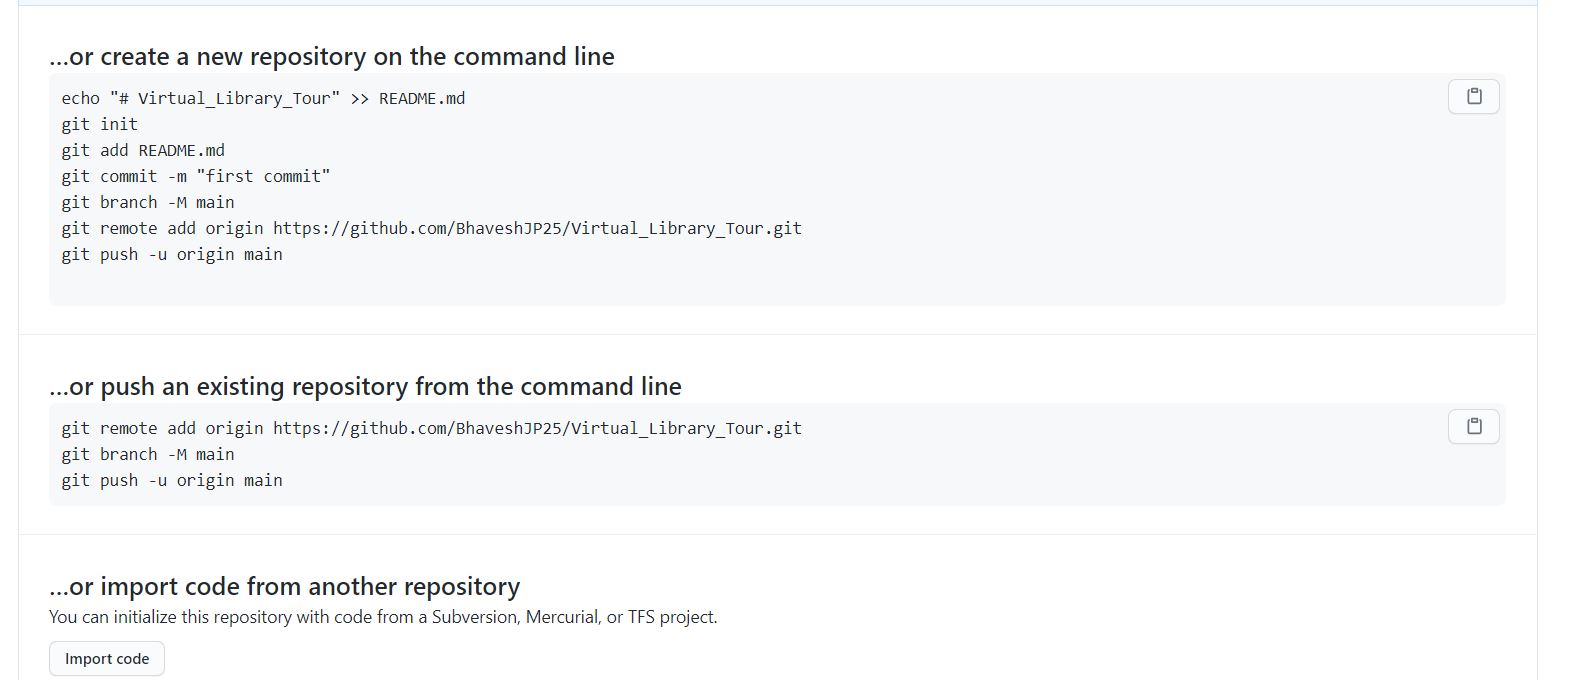 ...or create a new repository on the command line
echo "# Virtual_Library_Tour" >> README.md
git init
git add README.md
git commit -m "first commit"
git branch -M main
git remote add origin https://github.com/BhaveshJP25/Virtual_Library_Tour.git
git push -u origin main
...or push an existing repository from the command line
git remote add origin https://github.com/BhaveshJP25/Virtual_Library_Tour.git
git branch -M main
git push -u origin main
...or import code from another repository
You can initialize this repository with code from a Subversion, Mercurial, or TFS project.
Import code